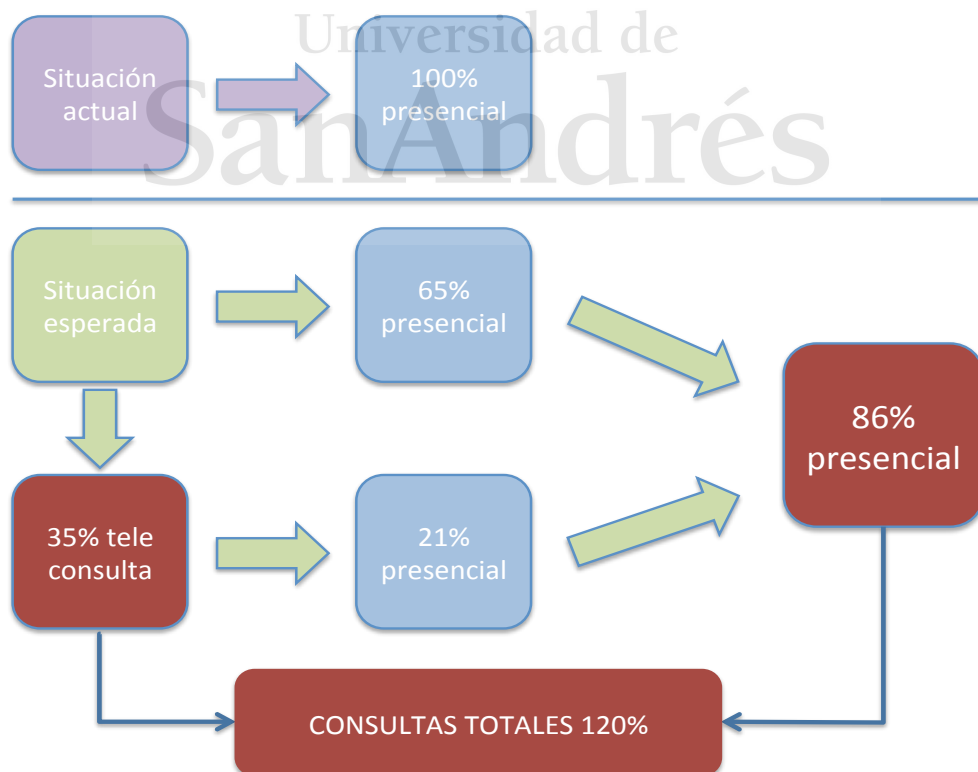 Universidad de
SanAndrés
Situación
actual
100%
presencial
Situación
esperada
65%
presencial
86%
presencial
35% tele
consulta
21%
presencial
CONSULTAS TOTALES 120%